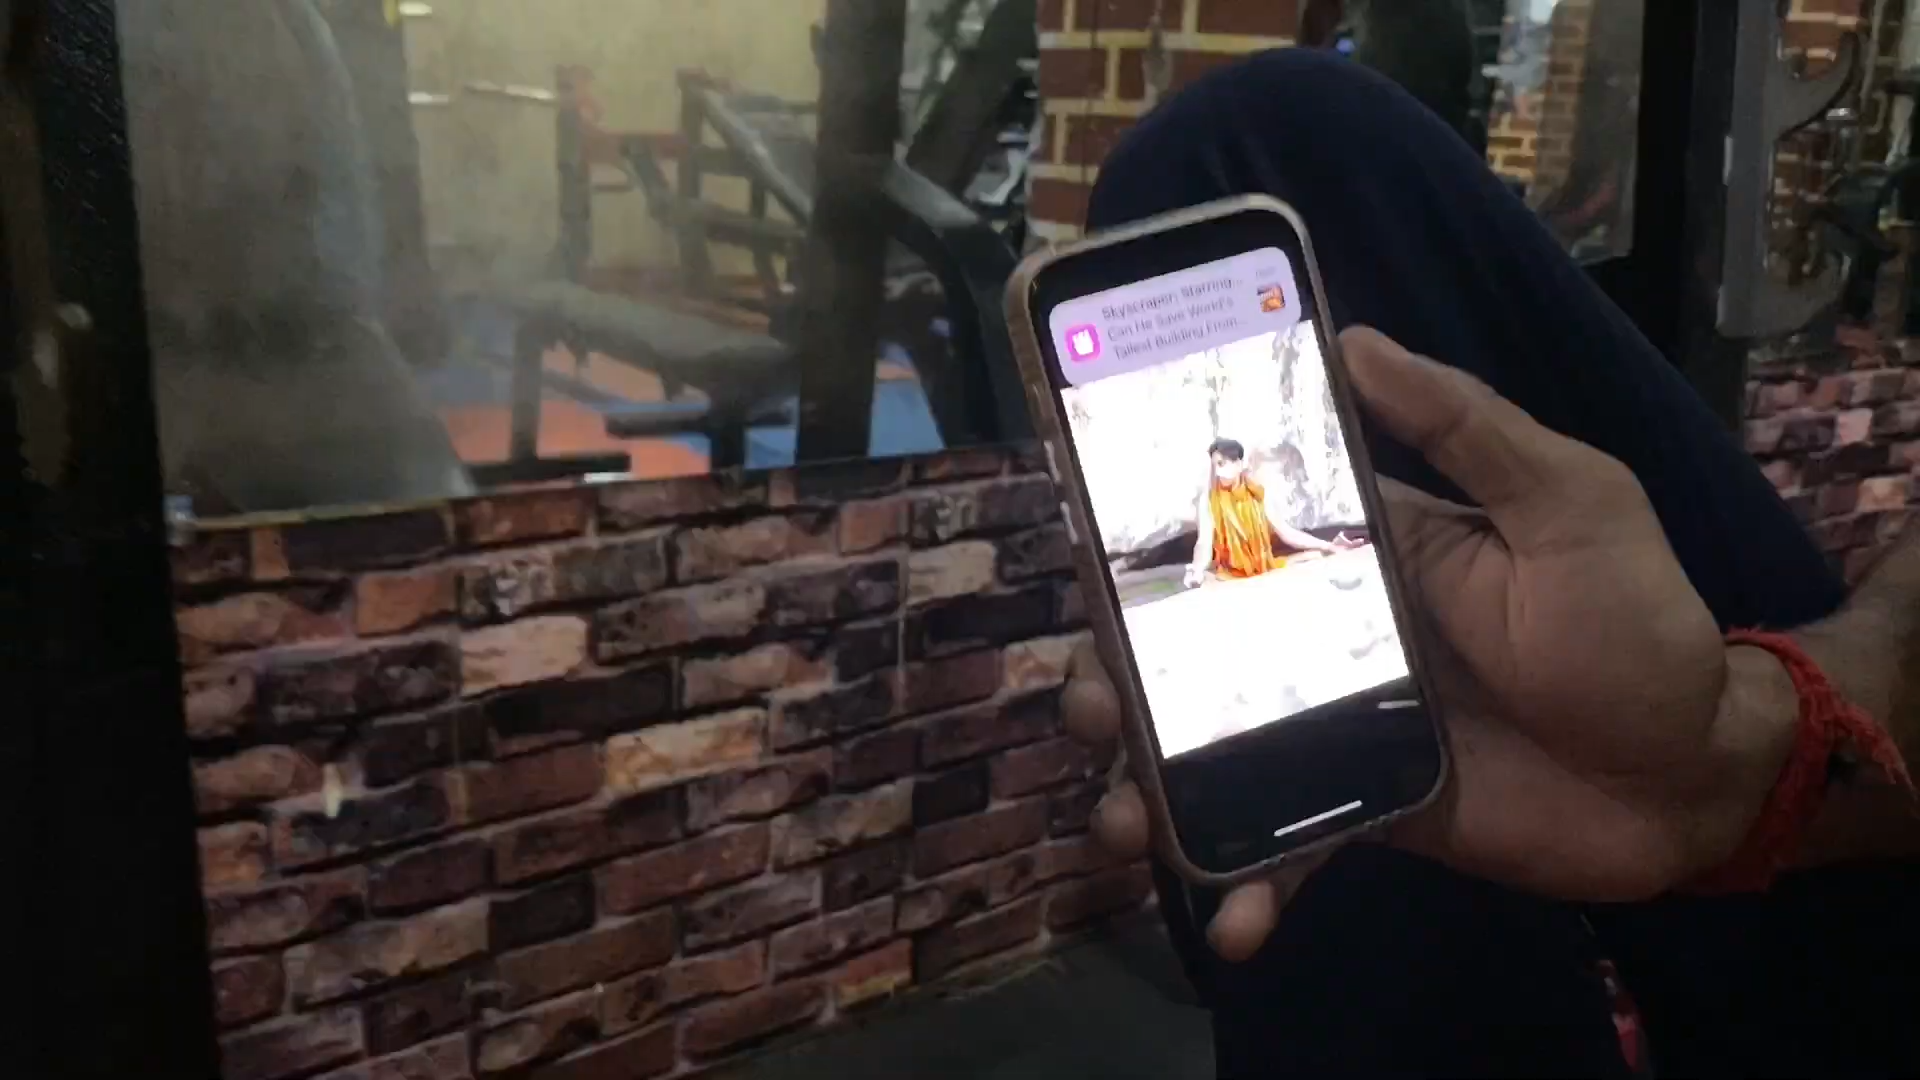 Skyscraper, Starring...
Can He Save World's
Tallest Building From...